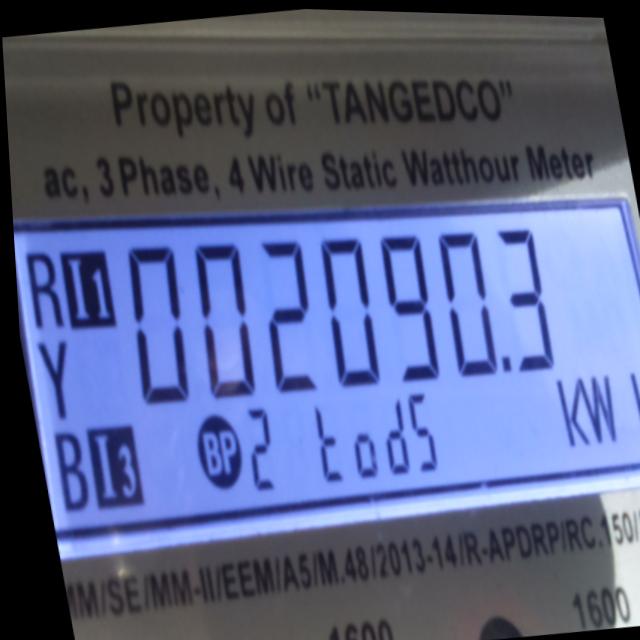 Property of "TANGEDCO"
ac, 3 Phase, 4 Wire Static Watthour Meter
R I1 002090.3
Y
B I3 BP 2 tod5 kW
MM/SE/MM-II/EEM/A5/M.48/2013-14/R-APDRP/RC.150/
1600 1600